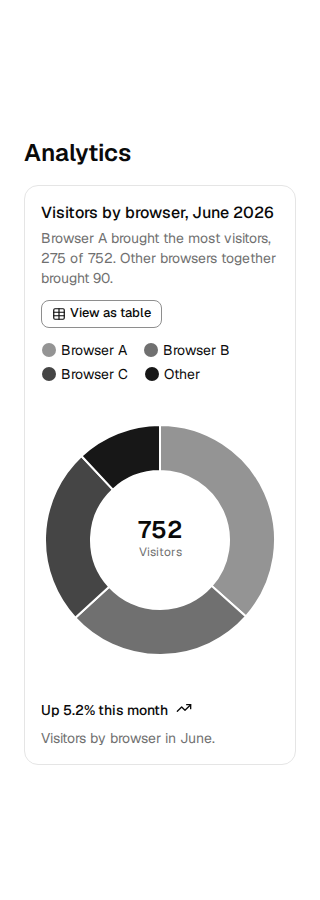 Analytics
Visitors by browser, June 2026
Browser A brought the most visitors,
275 of 752. Other browsers together
brought 90.
View as table
Browser A
Browser B
Browser C
Other
752
Visitors
Up 5.2% this month
Visitors by browser in June.